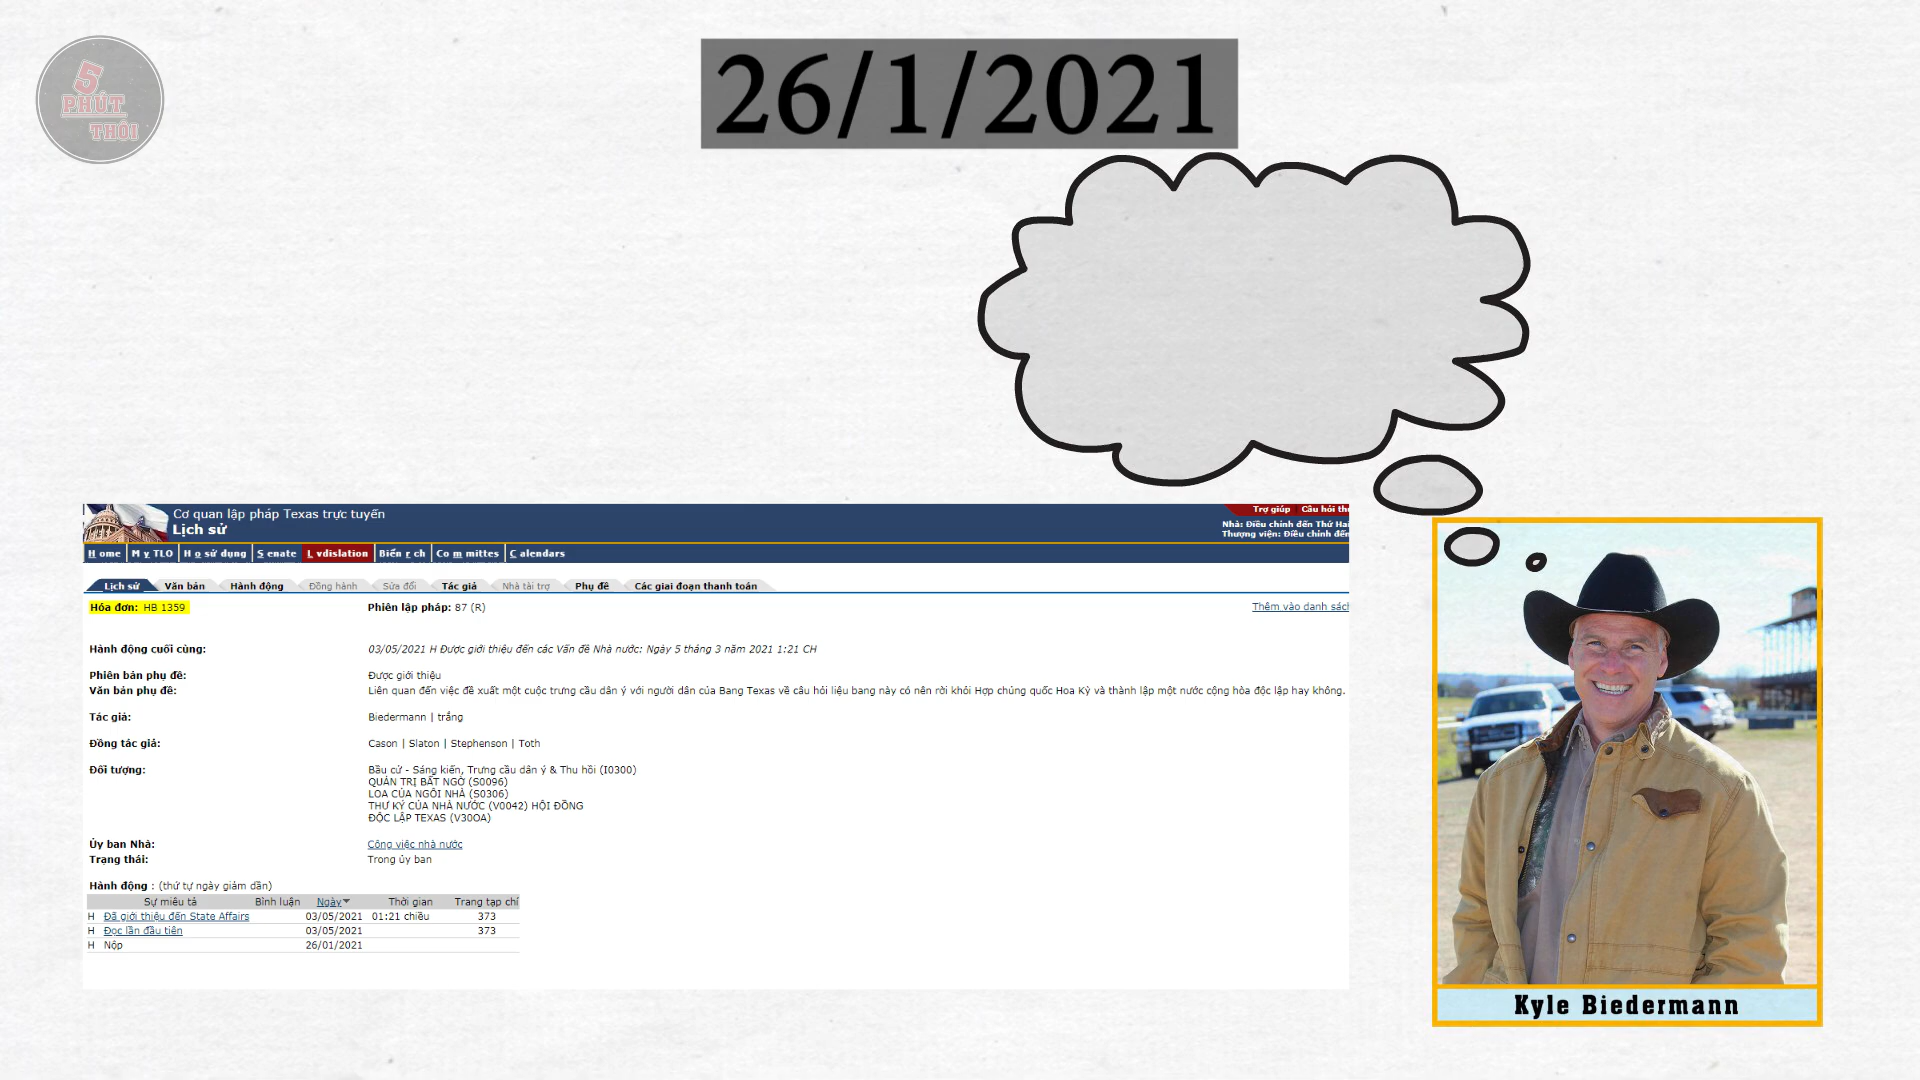 5
PHÚT
THÔI
26/1/2021
Cơ quan lập pháp Texas trực tuyến
Lịch sử
Trợ giúp | Câu hỏi th
Nhà: Điều chỉnh đến Thứ Hai
Thượng viện: Điều chỉnh đến
H ome M y TLO H ọ sử dụng S enate L vdislation Biến r ch Co m mittes C alendars
Lịch sử Văn bản Hành động Đồng hành Sửa đổi Tác giả Nhà tài trợ Phụ đề Các giai đoạn thanh toán
Hóa đơn: HB 1359 Phiên lập pháp: 87 (R) Thêm vào danh sách
Hành động cuối cùng: 03/05/2021 H Được giới thiệu đến các Vấn đề Nhà nước: Ngày 5 tháng 3 năm 2021 1:21 CH
Phiên bản phụ đề: Được giới thiệu
Văn bản phụ đề: Liên quan đến việc đề xuất một cuộc trưng cầu dân ý với người dân của Bang Texas về câu hỏi liệu bang này có nên rời khỏi Hợp chủng quốc Hoa Kỳ và thành lập một nước cộng hòa độc lập hay không.
Tác giả: Biedermann | trắng
Đồng tác giả: Cason | Slaton | Stephenson | Toth
Đối tượng: Bầu cử - Sáng kiến, Trưng cầu dân ý & Thu hồi (I0300)
QUẢN TRỊ BẤT NGỜ (S0096)
LOA CỦA NGÔI NHÀ (S0306)
THƯ KÝ CỦA NHÀ NƯỚC (V0042) HỘI ĐỒNG
ĐỘC LẬP TEXAS (V30OA)
Ủy ban Nhà: Công việc nhà nước
Trạng thái: Trong ủy ban
Hành động : (thứ tự ngày giảm dần)
Sự miêu tả Bình luận Ngày Thời gian Trang tạp chí
H Đã giới thiệu đến State Affairs 03/05/2021 01:21 chiều 373
H Đọc lần đầu tiên 03/05/2021 373
H Nộp 26/01/2021
Kyle Biedermann